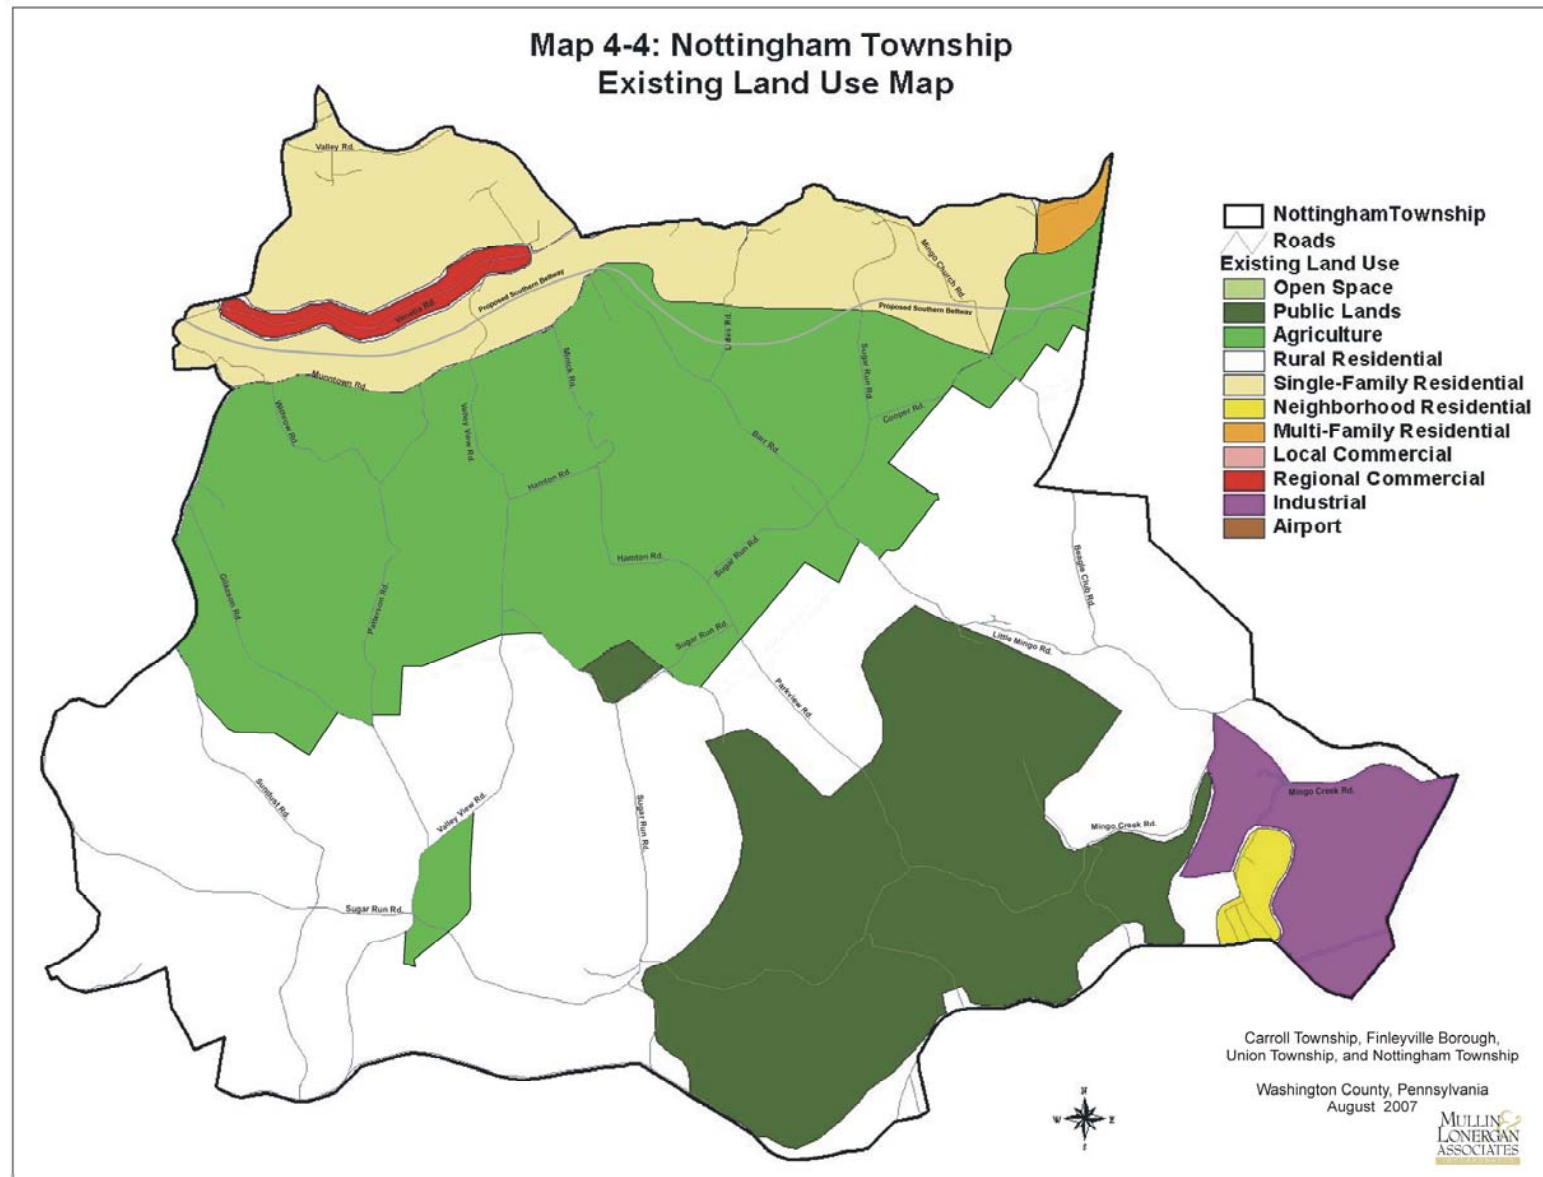 Map 4-4: Nottingham Township
Existing Land Use Map
Valley Rd.
Venetia Rd.
Proposed Southern Beltway
Mingo Church Rd.
Proposed Southern Beltway
Munntown Rd.
Mimick Rd.
Sugar Run Rd.
Withrow Rd.
Valley View Rd.
Barr Rd.
Cooper Rd.
Hamton Rd.
Hamton Rd.
Sugar Run Rd.
Gilkeson Rd.
Patterson Rd.
Beagle Club Rd.
Sugar Run Rd.
Little Mingo Rd.
Parkview Rd.
Sundust Rd.
Valley View Rd.
Sugar Run Rd.
Mingo Creek Rd.
Mingo Creek Rd.
Sugar Run Rd.
NottinghamTownship
Roads
Existing Land Use
Open Space
Public Lands
Agriculture
Rural Residential
Single-Family Residential
Neighborhood Residential
Multi-Family Residential
Local Commercial
Regional Commercial
Industrial
Airport
Carroll Township, Finleyville Borough,
Union Township, and Nottingham Township
Washington County, Pennsylvania
August 2007
N
W E
S
MULLIN &
LONERGAN
ASSOCIATES